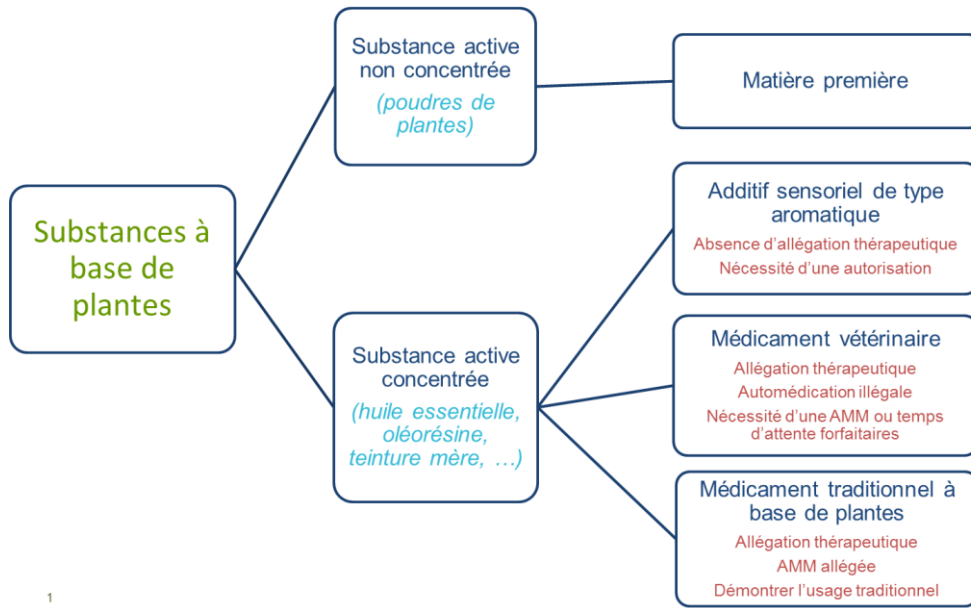 Substances à
base de
plantes
Substance active
non concentrée
(poudres de
plantes)
Matière première
Substance active
concentrée
(huile essentielle,
oléorésine,
teinture mère, …)
Additif sensoriel de type
aromatique
Absence d’allégation thérapeutique
Nécessité d’une autorisation
Médicament vétérinaire
Allégation thérapeutique
Automédication illégale
Nécessité d’une AMM ou temps
d’attente forfaitaires
Médicament traditionnel à
base de plantes
Allégation thérapeutique
AMM allégée
Démontrer l’usage traditionnel
1